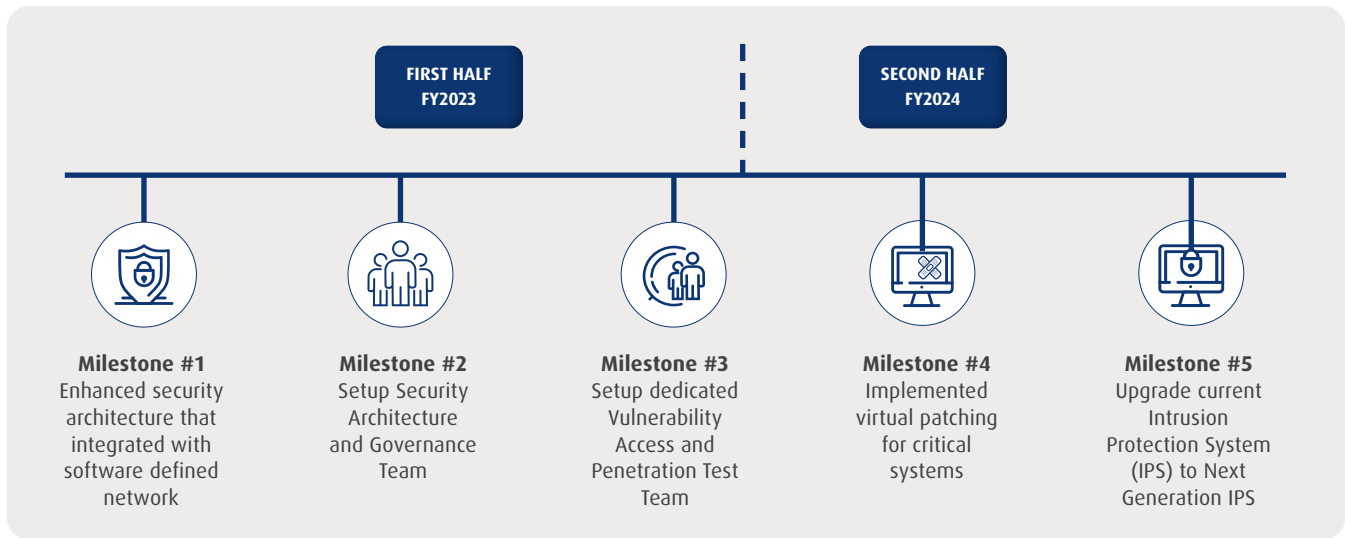 FIRST HALF
FY2023
SECOND HALF
FY2024
Milestone #1
Enhanced security
architecture that
integrated with
software defined
network
Milestone #2
Setup Security
Architecture
and Governance
Team
Milestone #3
Setup dedicated
Vulnerability
Access and
Penetration Test
Team
Milestone #4
Implemented
virtual patching
for critical
systems
Milestone #5
Upgrade current
Intrusion
Protection System
(IPS) to Next
Generation IPS